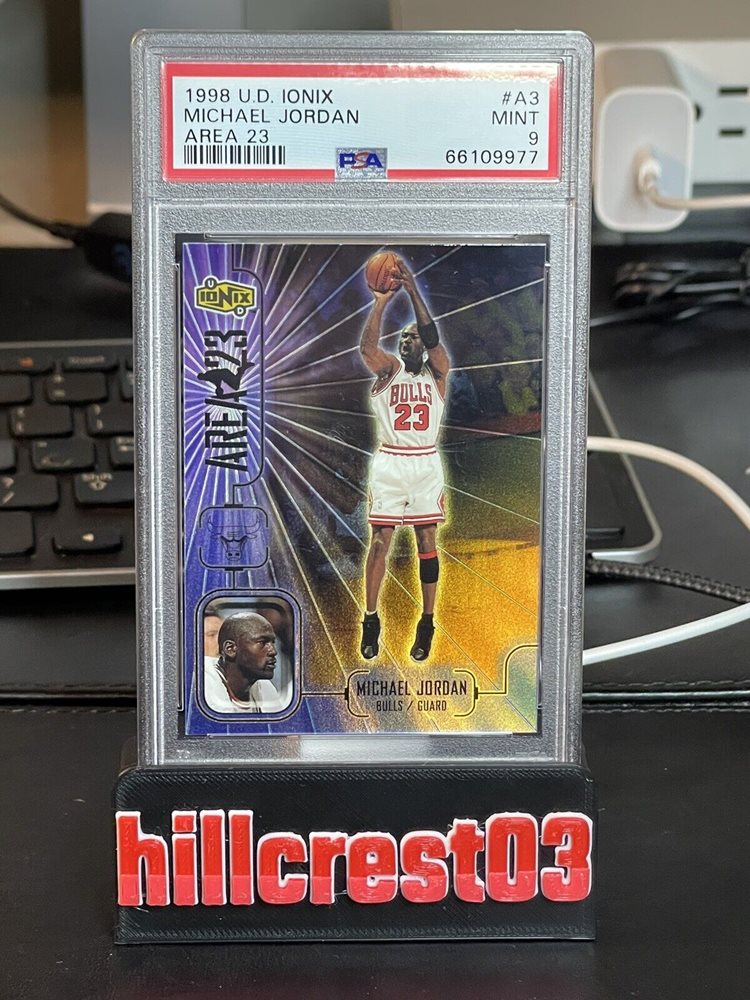 1998 U.D. IONIX #A3
MICHAEL JORDAN MINT
AREA 23 9
PSA 66109977
U
IONIX
D
AREA 23
BULLS
23
MICHAEL JORDAN
BULLS / GUARD
hillcrest03